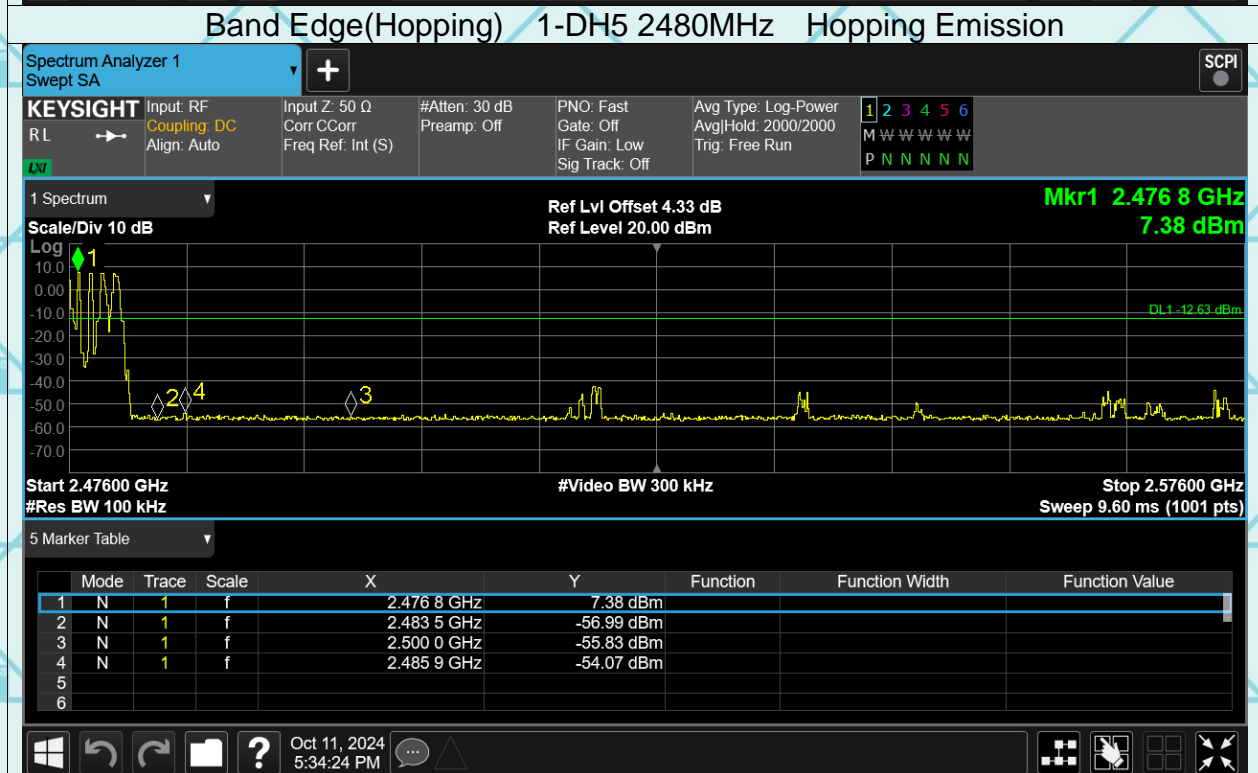 Band Edge(Hopping) 1-DH5 2480MHz Hopping Emission
Spectrum Analyzer 1
Swept SA
+
SCPI
KEYSIGHT
RL
LXI
Input: RF
Coupling: DC
Align: Auto
Input Z: 50 Ω
Corr CCorr
Freq Ref: Int (S)
#Atten: 30 dB
Preamp: Off
PNO: Fast
Gate: Off
IF Gain: Low
Sig Track: Off
Avg Type: Log-Power
Avg|Hold: 2000/2000
Trig: Free Run
1 2 3 4 5 6
M W W W W W
P N N N N N
1 Spectrum
Scale/Div 10 dB
Ref Lvl Offset 4.33 dB
Ref Level 20.00 dBm
Mkr1 2.476 8 GHz
7.38 dBm
Log
10.0
0.00
-10.0
-20.0
-30.0
-40.0
-50.0
-60.0
-70.0
1
DL1 -12.63 dBm
2
4
3
Start 2.47600 GHz
#Video BW 300 kHz
Stop 2.57600 GHz
#Res BW 100 kHz
Sweep 9.60 ms (1001 pts)
5 Marker Table
Mode Trace Scale X Y Function Function Width Function Value
1 N 1 f 2.476 8 GHz 7.38 dBm
2 N 1 f 2.483 5 GHz -56.99 dBm
3 N 1 f 2.500 0 GHz -55.83 dBm
4 N 1 f 2.485 9 GHz -54.07 dBm
5
6
?
Oct 11, 2024
5:34:24 PM